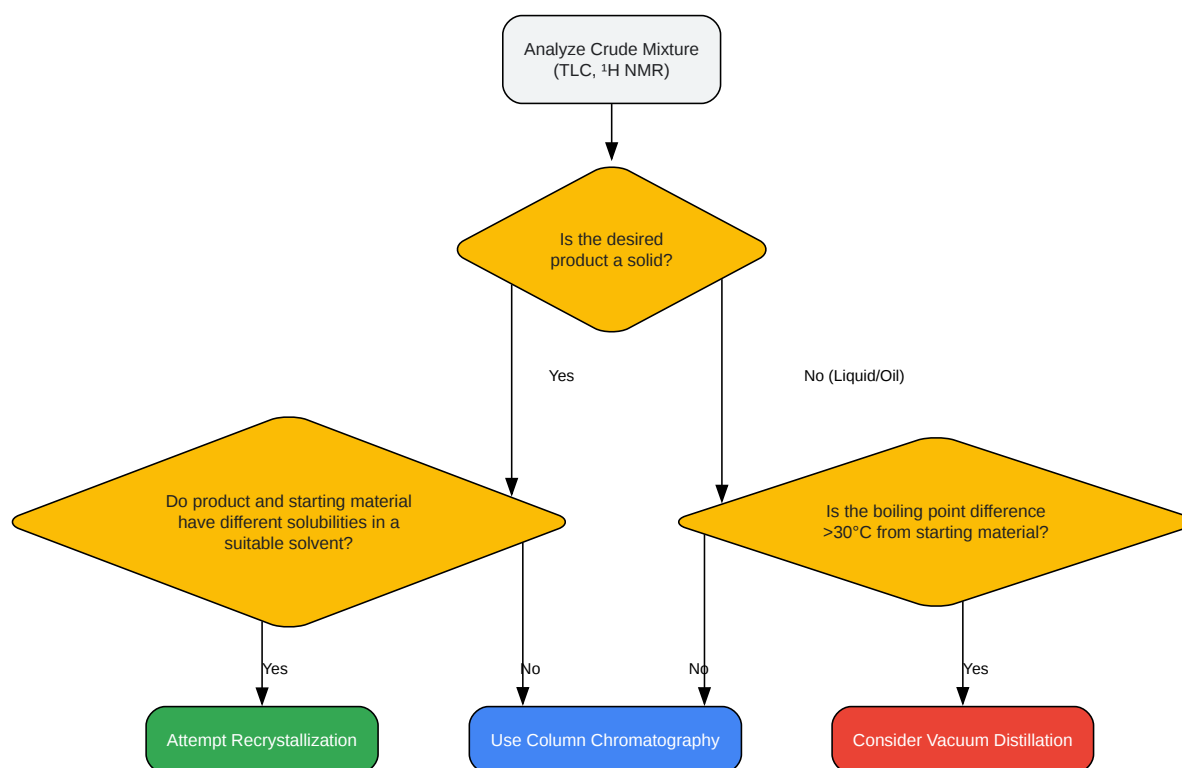 Analyze Crude Mixture
(TLC, ¹H NMR)
Is the desired
product a solid?
Yes
No (Liquid/Oil)
Do product and starting material
have different solubilities in a
suitable solvent?
Is the boiling point difference
>30°C from starting material?
Yes
No
No
Yes
Attempt Recrystallization
Use Column Chromatography
Consider Vacuum Distillation